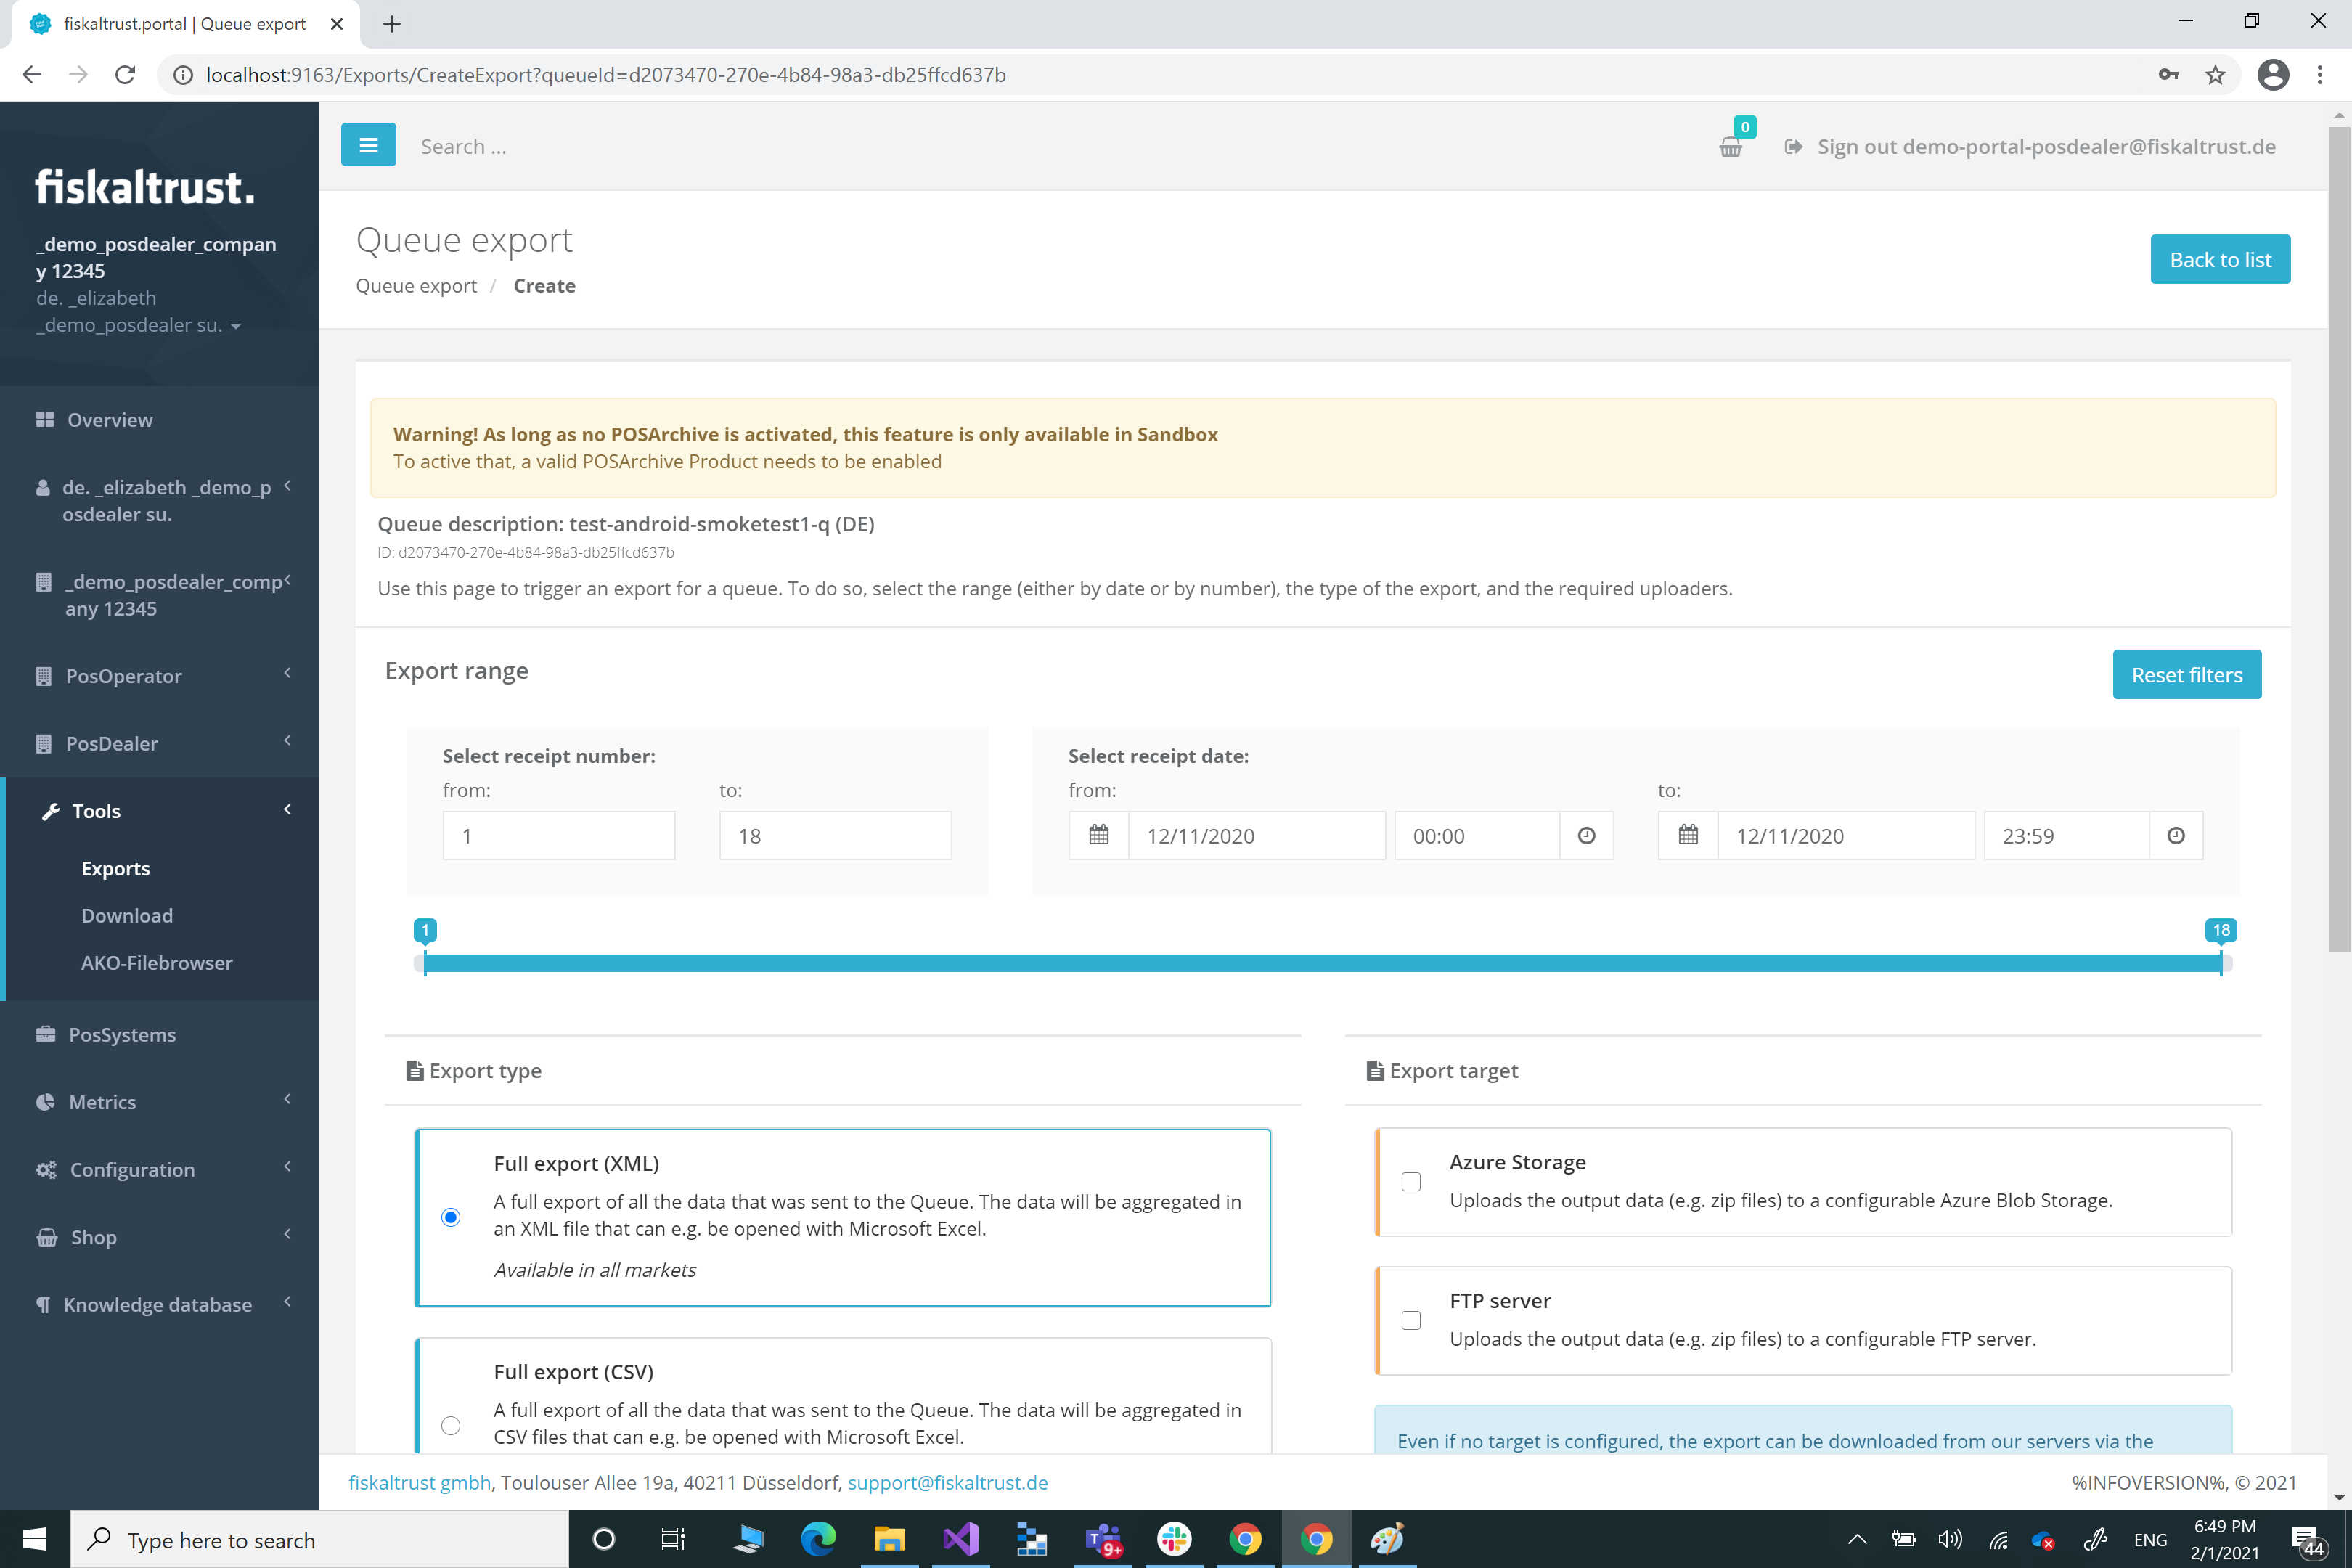 fiskaltrust.portal | Queue export
localhost:9163/Exports/CreateExport?queueId=d2073470-270e-4b84-98a3-db25ffcd637b
fiskaltrust.
_demo_posdealer_compan
y 12345
de. _elizabeth
_demo_posdealer su.
Overview
de. _elizabeth _demo_p
osdealer su.
_demo_posdealer_comp
any 12345
PosOperator
PosDealer
Tools
Exports
Download
AKO-Filebrowser
PosSystems
Metrics
Configuration
Shop
Knowledge database
Search ...
0
Sign out demo-portal-posdealer@fiskaltrust.de
Queue export
Queue export / Create
Back to list
Warning! As long as no POSArchive is activated, this feature is only available in Sandbox
To active that, a valid POSArchive Product needs to be enabled
Queue description: test-android-smoketest1-q (DE)
ID: d2073470-270e-4b84-98a3-db25ffcd637b
Use this page to trigger an export for a queue. To do so, select the range (either by date or by number), the type of the export, and the required uploaders.
Export range
Reset filters
Select receipt number:
from: to:
1 18
Select receipt date:
from: to:
12/11/2020 00:00 12/11/2020 23:59
1 18
Export type
Full export (XML)
A full export of all the data that was sent to the Queue. The data will be aggregated in
an XML file that can e.g. be opened with Microsoft Excel.
Available in all markets
Full export (CSV)
A full export of all the data that was sent to the Queue. The data will be aggregated in
CSV files that can e.g. be opened with Microsoft Excel.
Export target
Azure Storage
Uploads the output data (e.g. zip files) to a configurable Azure Blob Storage.
FTP server
Uploads the output data (e.g. zip files) to a configurable FTP server.
Even if no target is configured, the export can be downloaded from our servers via the
fiskaltrust gmbh, Toulouser Allee 19a, 40211 Düsseldorf, support@fiskaltrust.de
%INFOVERSION%, © 2021
Type here to search
9+
ENG
6:49 PM
2/1/2021
44